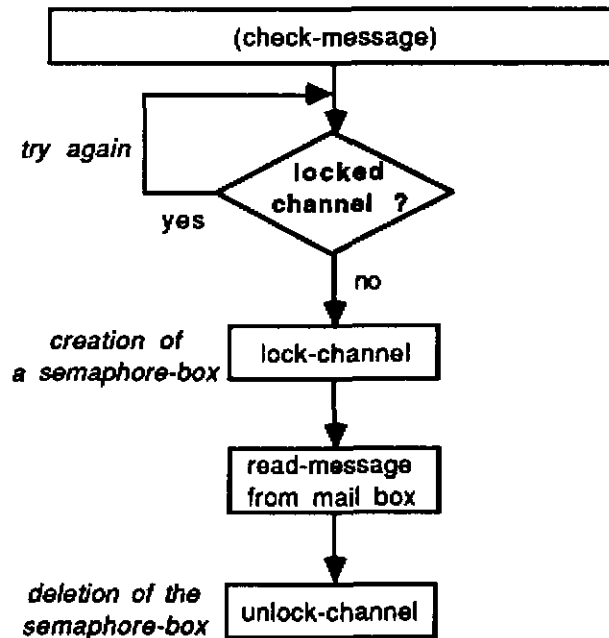 (check-message)
try again
locked
channel ?
yes
no
creation of
a semaphore-box
lock-channel
read-message
from mail box
deletion of the
semaphore-box
unlock-channel